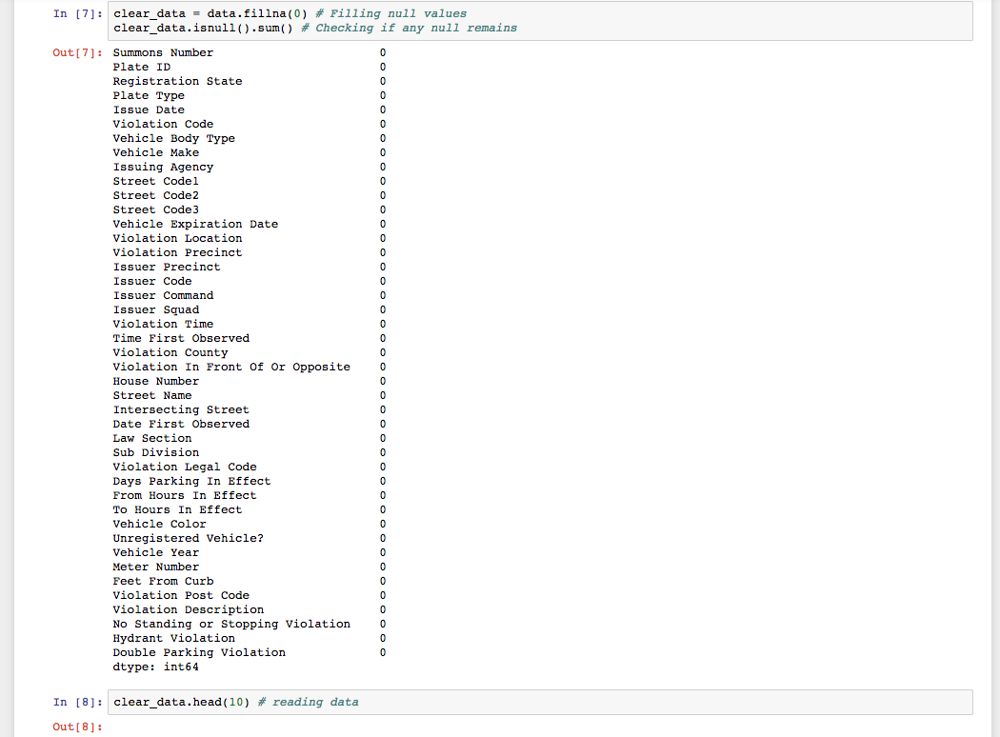 In [7]: clear_data = data.fillna(0) # Filling null values
clear_data.isnull().sum() # Checking if any null remains
Out[7]: Summons Number 0
Plate ID 0
Registration State 0
Plate Type 0
Issue Date 0
Violation Code 0
Vehicle Body Type 0
Vehicle Make 0
Issuing Agency 0
Street Code1 0
Street Code2 0
Street Code3 0
Vehicle Expiration Date 0
Violation Location 0
Violation Precinct 0
Issuer Precinct 0
Issuer Code 0
Issuer Command 0
Issuer Squad 0
Violation Time 0
Time First Observed 0
Violation County 0
Violation In Front Of Or Opposite 0
House Number 0
Street Name 0
Intersecting Street 0
Date First Observed 0
Law Section 0
Sub Division 0
Violation Legal Code 0
Days Parking In Effect 0
From Hours In Effect 0
To Hours In Effect 0
Vehicle Color 0
Unregistered Vehicle? 0
Vehicle Year 0
Meter Number 0
Feet From Curb 0
Violation Post Code 0
Violation Description 0
No Standing or Stopping Violation 0
Hydrant Violation 0
Double Parking Violation 0
dtype: int64
In [8]: clear_data.head(10) # reading data
Out[8]: